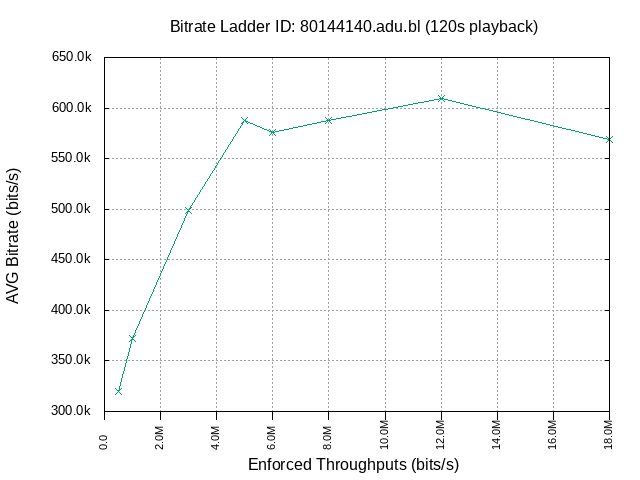 Bitrate Ladder ID: 80144140.adu.bl (120s playback)
650.0k
600.0k
550.0k
500.0k
450.0k
400.0k
350.0k
300.0k
AVG Bitrate (bits/s)
0.0
2.0M
4.0M
6.0M
8.0M
10.0M
12.0M
14.0M
16.0M
18.0M
Enforced Throughputs (bits/s)